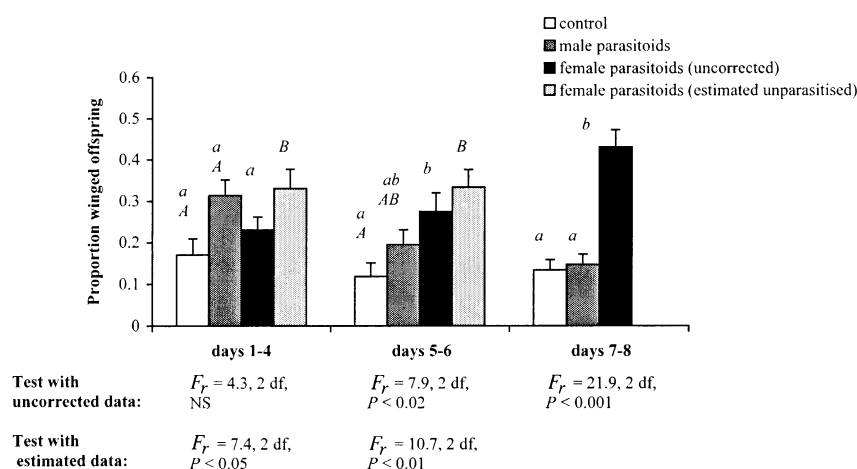 control
male parasitoids
female parasitoids (uncorrected)
female parasitoids (estimated unparasitised)
Proportion winged offspring
0.6
0.5
0.4
0.3
0.2
0.1
0
a
A
a
A
a
B
a
A
ab
AB
b
B
a
a
b
days 1-4
days 5-6
days 7-8
Test with
uncorrected data:
Fr = 4.3, 2 df,
NS
Fr = 7.9, 2 df,
P < 0.02
Fr = 21.9, 2 df,
P < 0.001
Test with
estimated data:
Fr = 7.4, 2 df,
P < 0.05
Fr = 10.7, 2 df,
P < 0.01